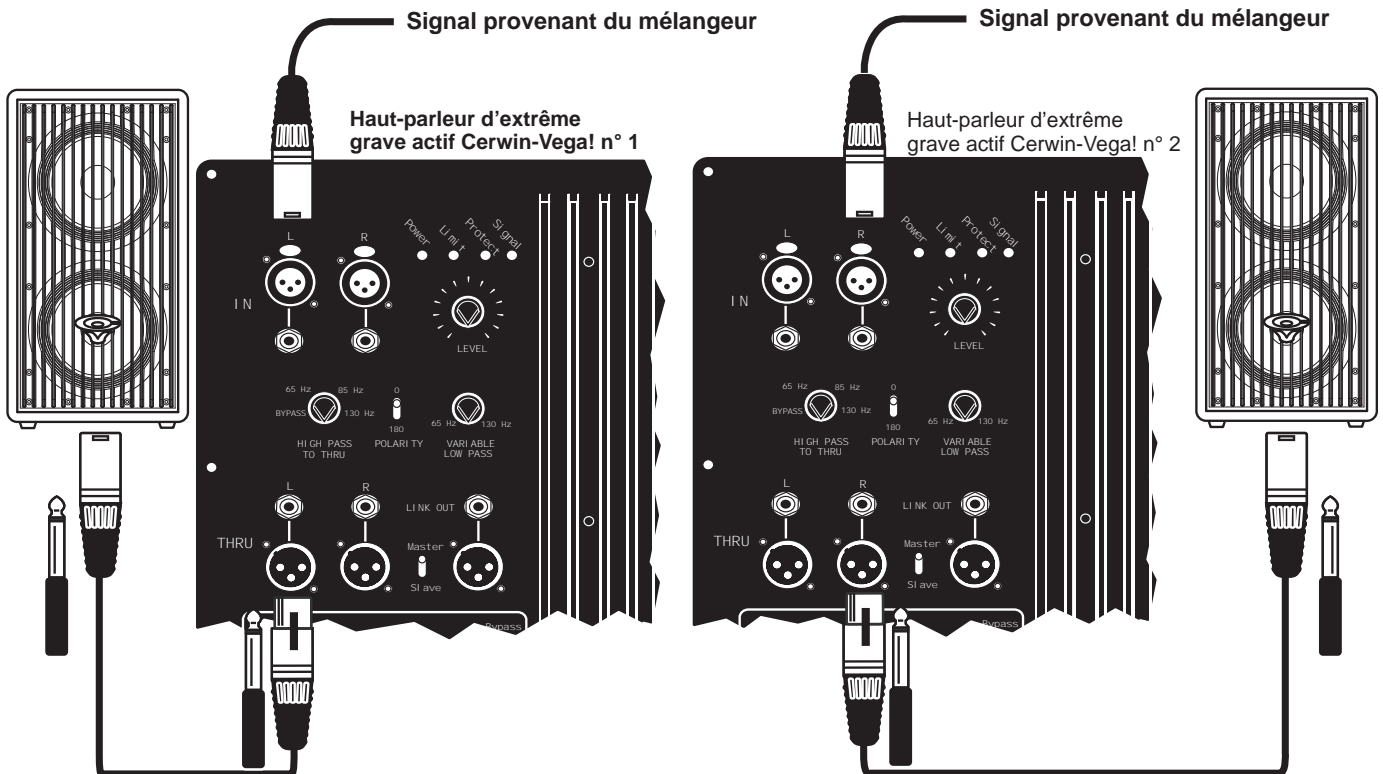 Signal provenant du mélangeur
Signal provenant du mélangeur
Haut-parleur d'extrême
grave actif Cerwin-Vega! n° 1
Haut-parleur d'extrême
grave actif Cerwin-Vega! n° 2
L R
Power Limit Protect Signal
IN
LEVEL
65 Hz 85 Hz
BYPASS 130 Hz
HIGH PASS
TO THRU
0
180
POLARITY
65 Hz 130 Hz
VARIABLE
LOW PASS
L R
LINK OUT
THRU
Master
Slave
Bypass
L R
Power Limit Protect Signal
IN
LEVEL
65 Hz 85 Hz
BYPASS 130 Hz
HIGH PASS
TO THRU
0
180
POLARITY
65 Hz 130 Hz
VARIABLE
LOW PASS
L R
LINK OUT
THRU
Master
Slave
Bypass